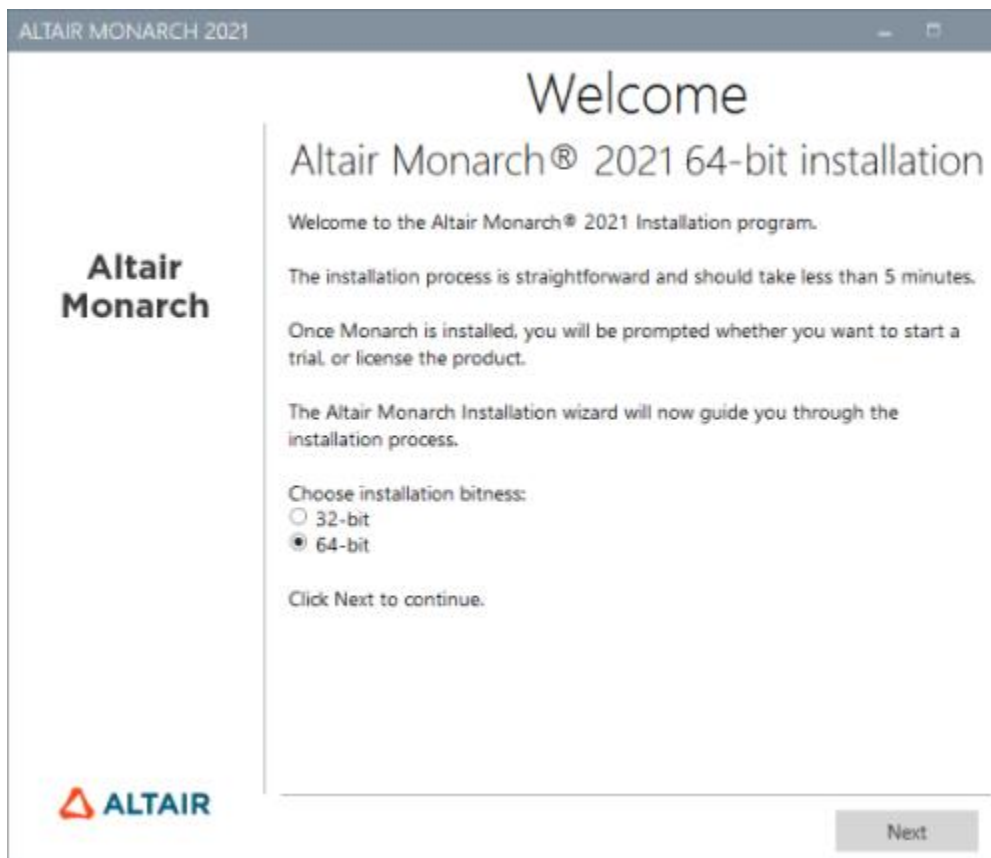 ALTAIR MONARCH 2021
Welcome
Altair Monarch® 2021 64-bit installation
Altair
Monarch
Welcome to the Altair Monarch® 2021 Installation program.
The installation process is straightforward and should take less than 5 minutes.
Once Monarch is installed, you will be prompted whether you want to start a
trial, or license the product.
The Altair Monarch Installation wizard will now guide you through the
installation process.
Choose installation bitness:
32-bit
64-bit
Click Next to continue.
ALTAIR
Next